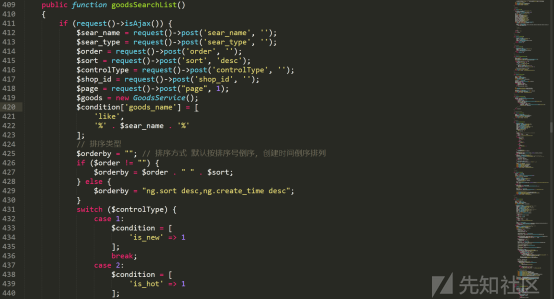 409 public function goodsSearchList()
410 {
411 if (request()->isAjax()) {
412 $sear_name = request()->post('sear_name', '');
413 $sear_type = request()->post('sear_type', '');
414 $order = request()->post('order', '');
415 $sort = request()->post('sort', 'desc');
416 $controlType = request()->post('controlType', '');
417 $shop_id = request()->post('shop_id', '');
418 $page = request()->post("page", 1);
419 $goods = new GoodsService();
420 $condition['goods_name'] = [
421 'like',
422 '%' . $sear_name . '%'
423 ];
424 // 排序类型
425 $orderby = ""; // 排序方式 默认按排序号倒序，创建时间倒序排列
426 if ($order != "") {
427 $orderby = $order . " " . $sort;
428 } else {
429 $orderby = "ng.sort desc,ng.create_time desc";
430 }
431 switch ($controlType) {
432 case 1:
433 $condition = [
434 'is_new' => 1
435 ];
436 break;
437 case 2:
438 $condition = [
439 'is_hot' => 1
440 ];
先知社区